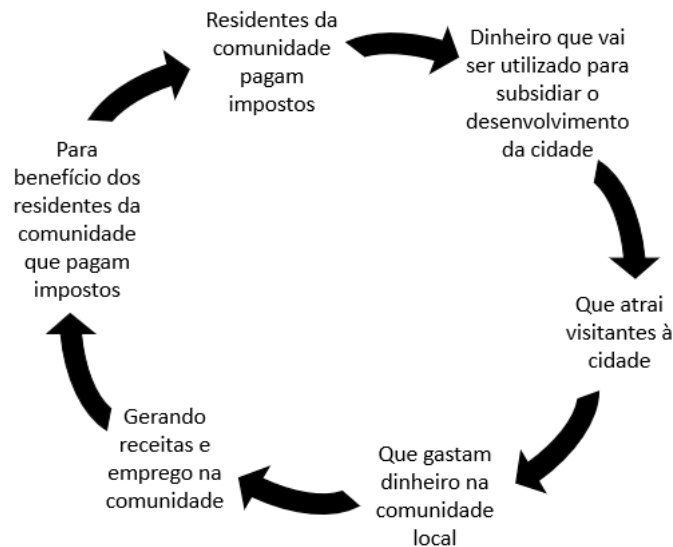 Residentes da
comunidade
pagam
impostos
Dinheiro que vai
ser utilizado para
subsidiar o
desenvolvimento
da cidade
Que atrai
visitantes à
cidade
Que gastam
dinheiro na
comunidade
local
Gerando
receitas e
emprego na
comunidade
Para
benefício dos
residentes da
comunidade
que pagam
impostos